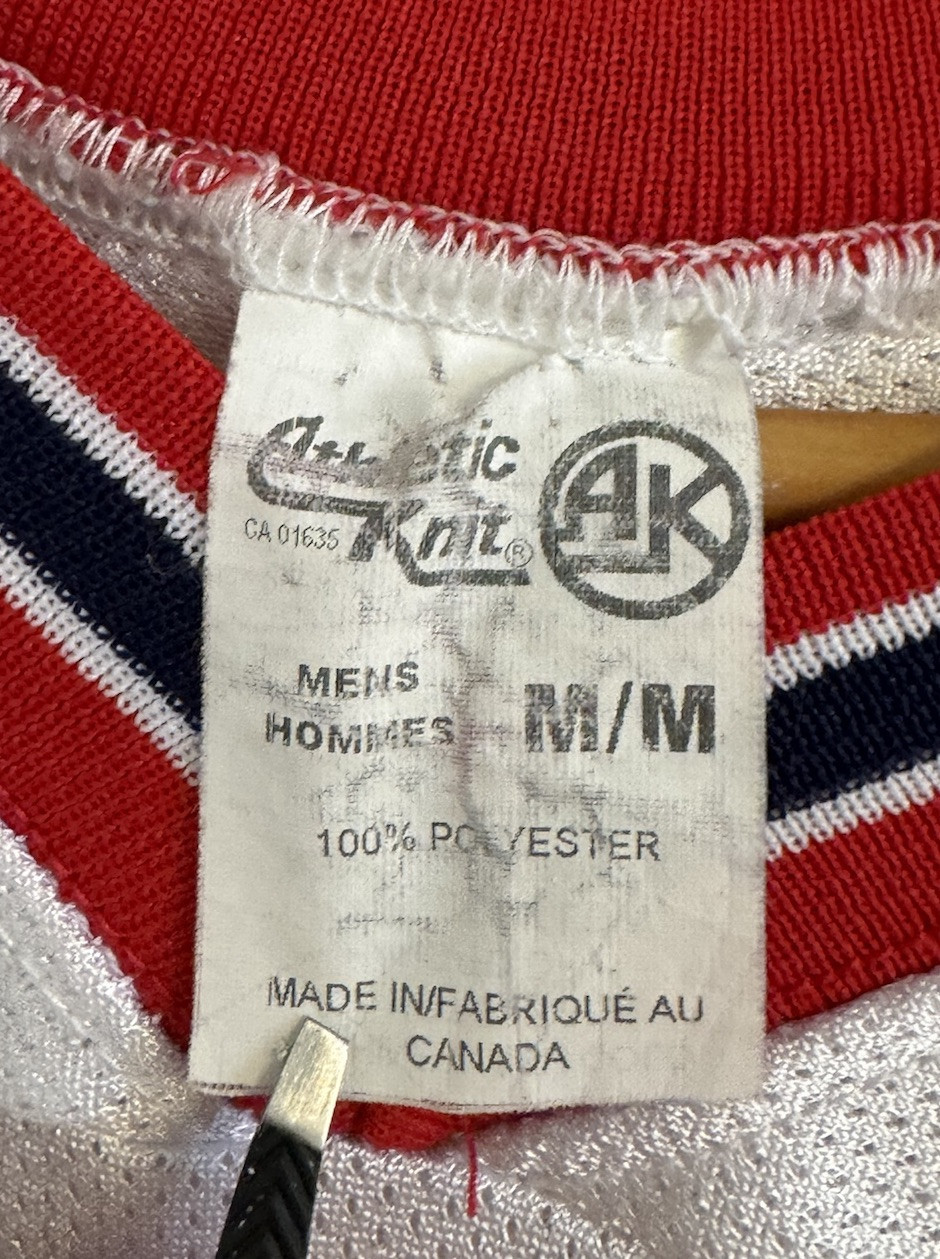 Athletic
Knit®
CA 01635
AK
MENS
HOMMES
M/M
100% POLYESTER
MADE IN/FABRIQUÉ AU
CANADA